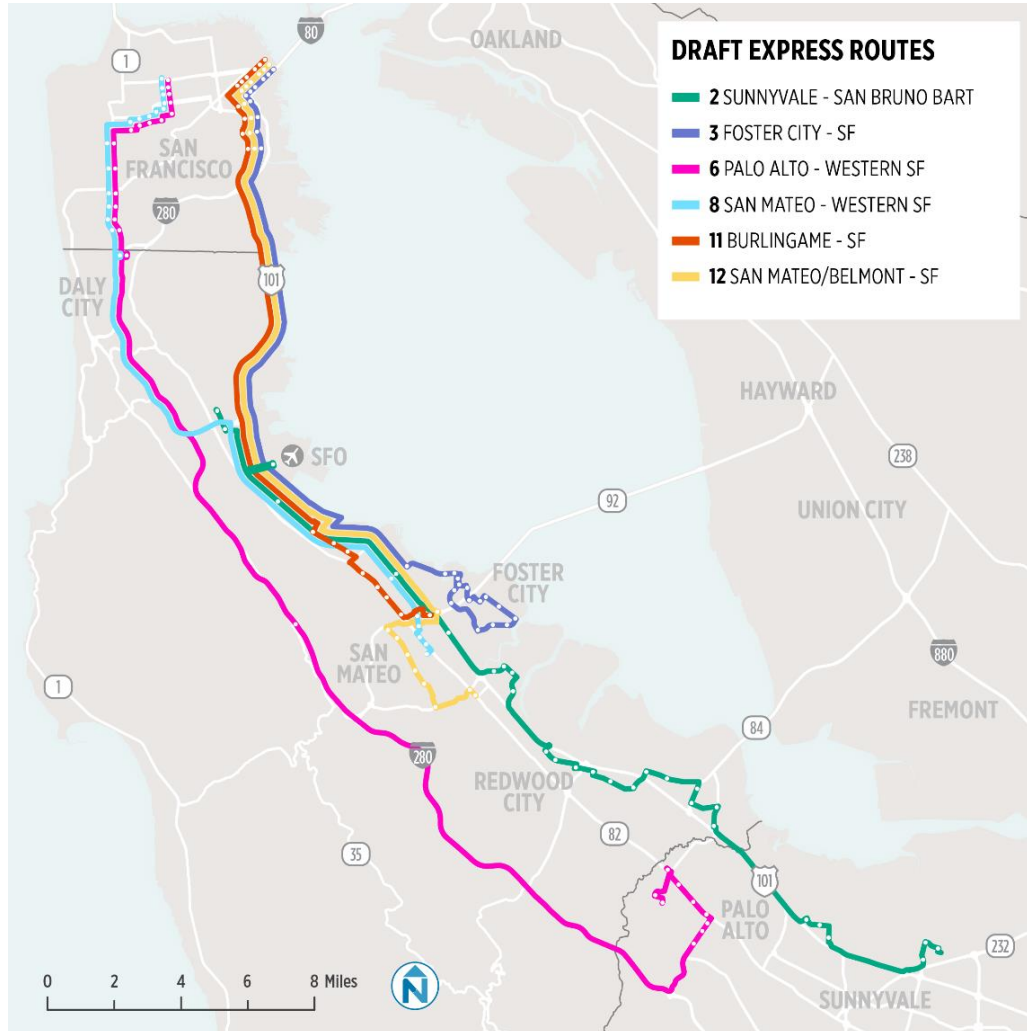 80
OAKLAND
1
DRAFT EXPRESS ROUTES
2 SUNNYVALE - SAN BRUNO BART
3 FOSTER CITY - SF
6 PALO ALTO - WESTERN SF
8 SAN MATEO - WESTERN SF
11 BURLINGAME - SF
12 SAN MATEO/BELMONT - SF
SAN
FRANCISCO
280
101
DALY
CITY
HAYWARD
SFO
238
92
UNION CITY
FOSTER
CITY
SAN
MATEO
880
1
FREMONT
84
280
REDWOOD
CITY
82
35
101
PALO
ALTO
232
SUNNYVALE
0 2 4 6 8 Miles
N